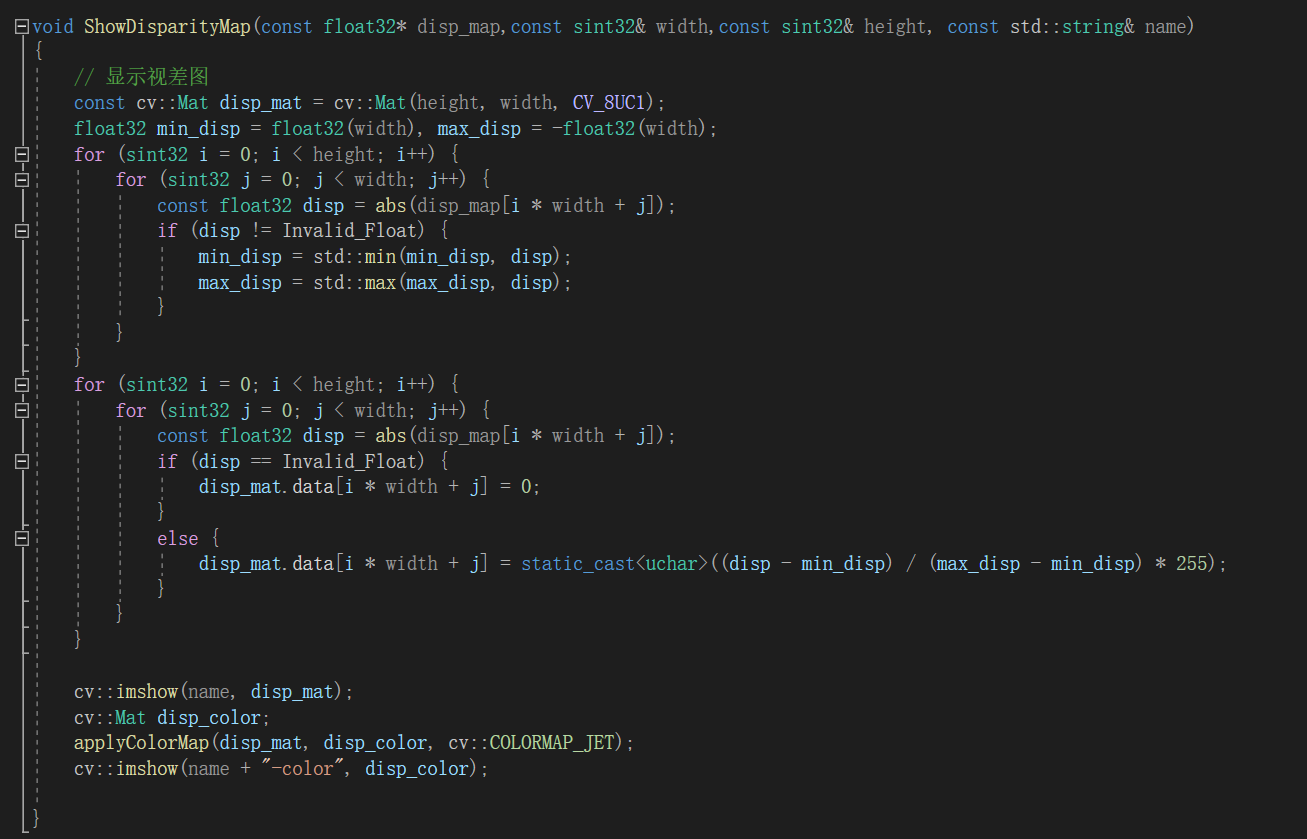 void ShowDisparityMap(const float32* disp_map,const sint32& width,const sint32& height, const std::string& name)
{
    // 显示视差图
    const cv::Mat disp_mat = cv::Mat(height, width, CV_8UC1);
    float32 min_disp = float32(width), max_disp = -float32(width);
    for (sint32 i = 0; i < height; i++) {
        for (sint32 j = 0; j < width; j++) {
            const float32 disp = abs(disp_map[i * width + j]);
            if (disp != Invalid_Float) {
                min_disp = std::min(min_disp, disp);
                max_disp = std::max(max_disp, disp);
            }
        }
    }
    for (sint32 i = 0; i < height; i++) {
        for (sint32 j = 0; j < width; j++) {
            const float32 disp = abs(disp_map[i * width + j]);
            if (disp == Invalid_Float) {
                disp_mat.data[i * width + j] = 0;
            }
            else {
                disp_mat.data[i * width + j] = static_cast<uchar>((disp - min_disp) / (max_disp - min_disp) * 255);
            }
        }
    }

    cv::imshow(name, disp_mat);
    cv::Mat disp_color;
    applyColorMap(disp_mat, disp_color, cv::COLORMAP_JET);
    cv::imshow(name + "-color", disp_color);

}